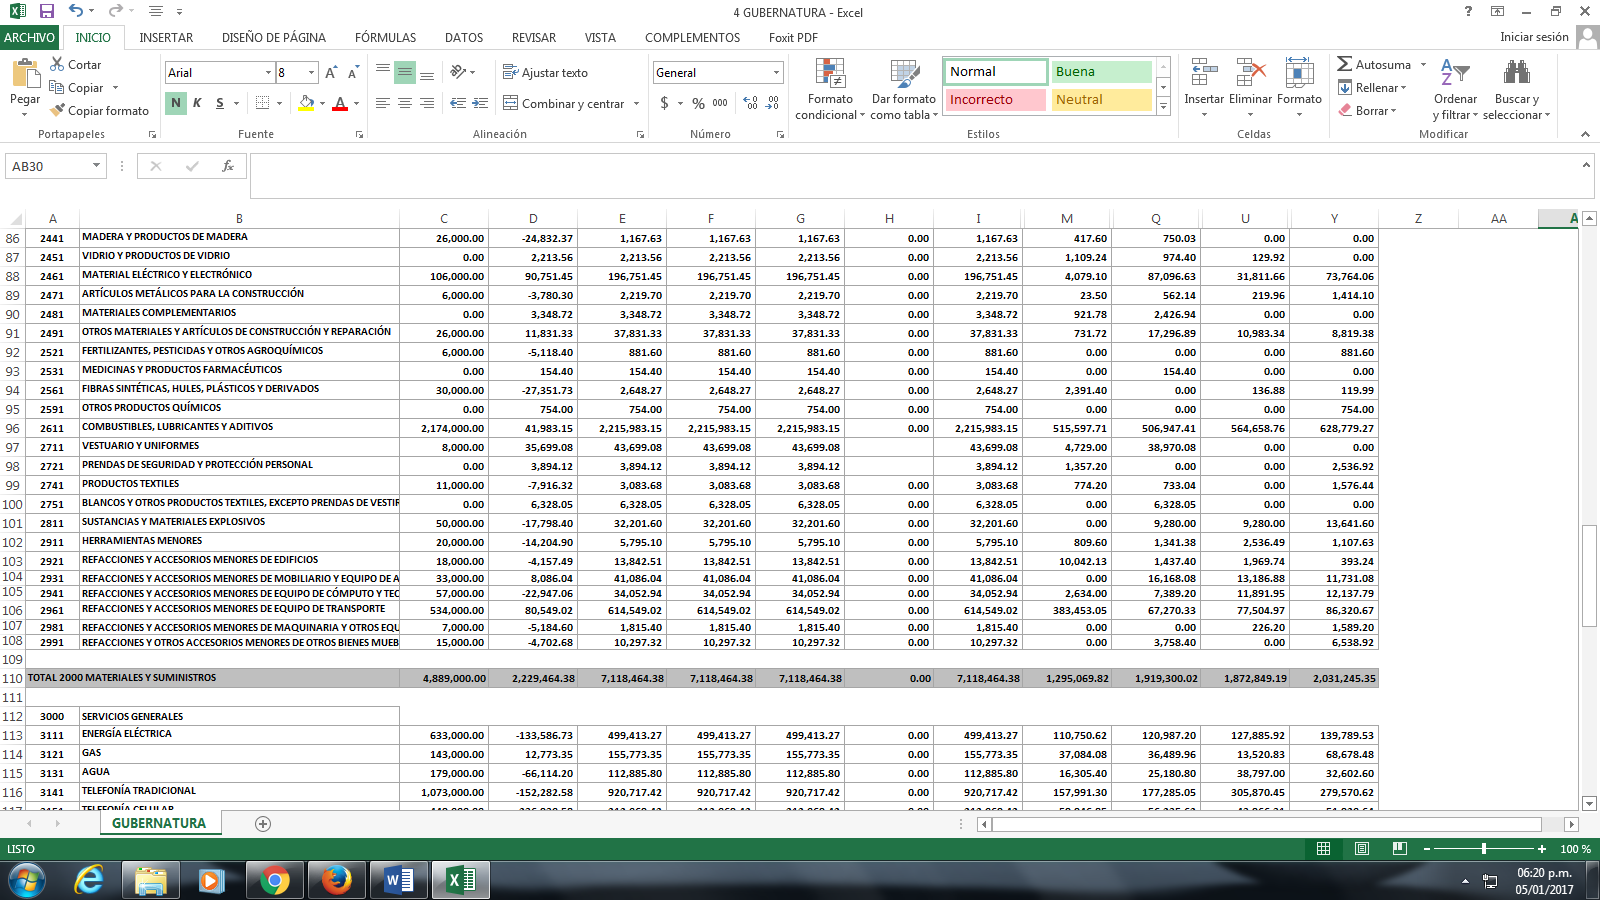 4 GUBERNATURA - Excel
ARCHIVO INICIO INSERTAR DISEÑO DE PÁGINA FÓRMULAS DATOS REVISAR VISTA COMPLEMENTOS Foxit PDF Iniciar sesión
Pegar Cortar Copiar Copiar formato
Arial 8 N K S
Ajustar texto Combinar y centrar
General $ % 000
Formato condicional Dar formato como tabla Normal Buena Incorrecto Neutral
Insertar Eliminar Formato
Autosuma Rellenar Borrar Ordenar y filtrar Buscar y seleccionar
Portapapeles Fuente Alineación Número Estilos Celdas Modificar
AB30 fx
A B C D E F G H I M Q U Y Z AA A
86 2441 MADERA Y PRODUCTOS DE MADERA 26,000.00 -24,832.37 1,167.63 1,167.63 1,167.63 0.00 1,167.63 417.60 750.03 0.00 0.00
87 2451 VIDRIO Y PRODUCTOS DE VIDRIO 0.00 2,213.56 2,213.56 2,213.56 2,213.56 0.00 2,213.56 1,109.24 974.40 129.92 0.00
88 2461 MATERIAL ELÉCTRICO Y ELECTRÓNICO 106,000.00 90,751.45 196,751.45 196,751.45 196,751.45 0.00 196,751.45 4,079.10 87,096.63 31,811.66 73,764.06
89 2471 ARTÍCULOS METÁLICOS PARA LA CONSTRUCCIÓN 6,000.00 -3,780.30 2,219.70 2,219.70 2,219.70 0.00 2,219.70 23.50 562.14 219.96 1,414.10
90 2481 MATERIALES COMPLEMENTARIOS 0.00 3,348.72 3,348.72 3,348.72 3,348.72 0.00 3,348.72 921.78 2,426.94 0.00 0.00
91 2491 OTROS MATERIALES Y ARTÍCULOS DE CONSTRUCCIÓN Y REPARACIÓN 26,000.00 11,831.33 37,831.33 37,831.33 37,831.33 0.00 37,831.33 731.72 17,296.89 10,983.34 8,819.38
92 2521 FERTILIZANTES, PESTICIDAS Y OTROS AGROQUÍMICOS 6,000.00 -5,118.40 881.60 881.60 881.60 0.00 881.60 0.00 0.00 0.00 881.60
93 2531 MEDICINAS Y PRODUCTOS FARMACÉUTICOS 0.00 154.40 154.40 154.40 154.40 0.00 154.40 0.00 154.40 0.00 0.00
94 2561 FIBRAS SINTÉTICAS, HULES, PLÁSTICOS Y DERIVADOS 30,000.00 -27,351.73 2,648.27 2,648.27 2,648.27 0.00 2,648.27 2,391.40 0.00 136.88 119.99
95 2591 OTROS PRODUCTOS QUÍMICOS 0.00 754.00 754.00 754.00 754.00 0.00 754.00 0.00 0.00 0.00 754.00
96 2611 COMBUSTIBLES, LUBRICANTES Y ADITIVOS 2,174,000.00 41,983.15 2,215,983.15 2,215,983.15 2,215,983.15 0.00 2,215,983.15 515,597.71 506,947.41 564,658.76 628,779.27
97 2711 VESTUARIO Y UNIFORMES 8,000.00 35,699.08 43,699.08 43,699.08 43,699.08 43,699.08 4,729.00 38,970.08 0.00 0.00
98 2721 PRENDAS DE SEGURIDAD Y PROTECCIÓN PERSONAL 0.00 3,894.12 3,894.12 3,894.12 3,894.12 3,894.12 1,357.20 0.00 0.00 2,536.92
99 2741 PRODUCTOS TEXTILES 11,000.00 -7,916.32 3,083.68 3,083.68 3,083.68 0.00 3,083.68 774.20 733.04 0.00 1,576.44
100 2751 BLANCOS Y OTROS PRODUCTOS TEXTILES, EXCEPTO PRENDAS DE VESTIR 0.00 6,328.05 6,328.05 6,328.05 6,328.05 0.00 6,328.05 0.00 6,328.05 0.00 0.00
101 2811 SUSTANCIAS Y MATERIALES EXPLOSIVOS 50,000.00 -17,798.40 32,201.60 32,201.60 32,201.60 0.00 32,201.60 0.00 9,280.00 9,280.00 13,641.60
102 2911 HERRAMIENTAS MENORES 20,000.00 -14,204.90 5,795.10 5,795.10 5,795.10 0.00 5,795.10 809.60 1,341.38 2,536.49 1,107.63
103 2921 REFACCIONES Y ACCESORIOS MENORES DE EDIFICIOS 18,000.00 -4,157.49 13,842.51 13,842.51 13,842.51 0.00 13,842.51 10,042.13 1,437.40 1,969.74 393.24
104 2931 REFACCIONES Y ACCESORIOS MENORES DE MOBILIARIO Y EQUIPO DE A 33,000.00 8,086.04 41,086.04 41,086.04 41,086.04 0.00 41,086.04 0.00 16,168.08 13,186.88 11,731.08
105 2941 REFACCIONES Y ACCESORIOS MENORES DE EQUIPO DE CÓMPUTO Y TEC 57,000.00 -22,947.06 34,052.94 34,052.94 34,052.94 0.00 34,052.94 2,634.00 7,389.20 11,891.95 12,137.79
106 2961 REFACCIONES Y ACCESORIOS MENORES DE EQUIPO DE TRANSPORTE 534,000.00 80,549.02 614,549.02 614,549.02 614,549.02 0.00 614,549.02 383,453.05 67,270.33 77,504.97 86,320.67
107 2981 REFACCIONES Y ACCESORIOS MENORES DE MAQUINARIA Y OTROS EQU 7,000.00 -5,184.60 1,815.40 1,815.40 1,815.40 0.00 1,815.40 0.00 0.00 226.20 1,589.20
108 2991 REFACCIONES Y OTROS ACCESORIOS MENORES DE OTROS BIENES MUEB 15,000.00 -4,702.68 10,297.32 10,297.32 10,297.32 0.00 10,297.32 0.00 3,758.40 0.00 6,538.92
109
110 TOTAL 2000 MATERIALES Y SUMINISTROS 4,889,000.00 2,229,464.38 7,118,464.38 7,118,464.38 7,118,464.38 0.00 7,118,464.38 1,295,069.82 1,919,300.02 1,872,849.19 2,031,245.35
111
112 3000 SERVICIOS GENERALES
113 3111 ENERGÍA ELÉCTRICA 633,000.00 -133,586.73 499,413.27 499,413.27 499,413.27 0.00 499,413.27 110,750.62 120,987.20 127,885.92 139,789.53
114 3121 GAS 143,000.00 12,773.35 155,773.35 155,773.35 155,773.35 0.00 155,773.35 37,084.08 36,489.96 13,520.83 68,678.48
115 3131 AGUA 179,000.00 -66,114.20 112,885.80 112,885.80 112,885.80 0.00 112,885.80 16,305.40 25,180.80 38,797.00 32,602.60
116 3141 TELEFONÍA TRADICIONAL 1,073,000.00 -152,282.58 920,717.42 920,717.42 920,717.42 0.00 920,717.42 157,991.30 177,285.05 305,870.45 279,570.62
TELEFONÍA CELULAR
GUBERNATURA
LISTO 100 %
06:20 p.m.
05/01/2017